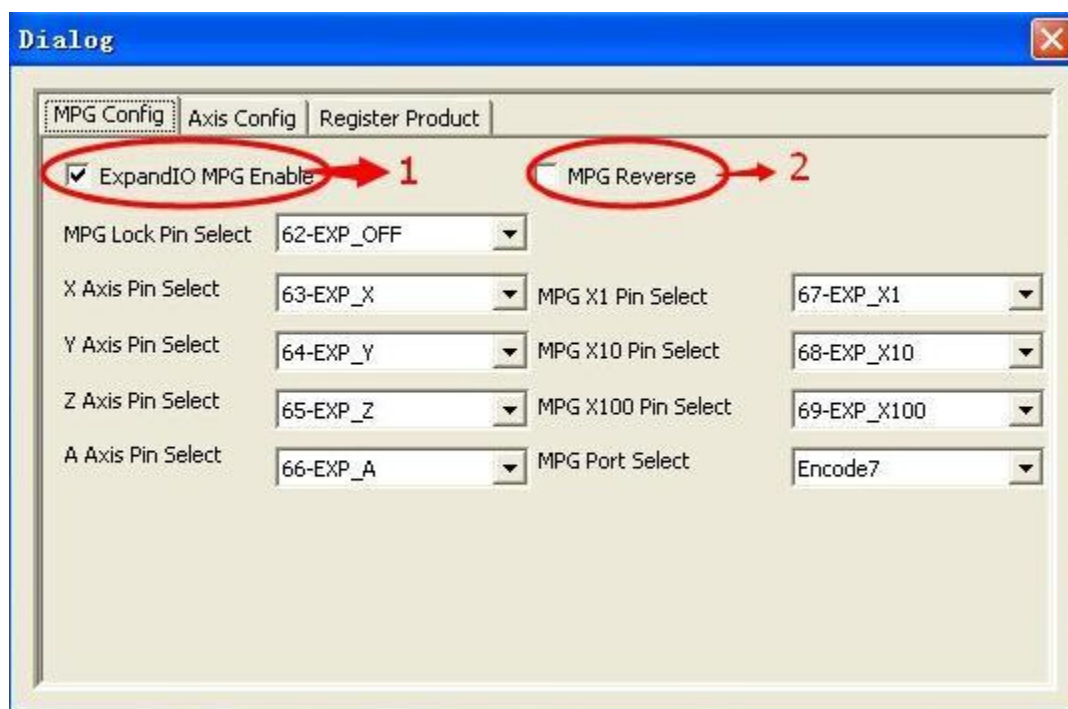 Dialog
MPG Config Axis Config Register Product
ExpandIO MPG Enable 1 MPG Reverse 2
MPG Lock Pin Select 62-EXP_OFF
X Axis Pin Select 63-EXP_X MPG X1 Pin Select 67-EXP_X1
Y Axis Pin Select 64-EXP_Y MPG X10 Pin Select 68-EXP_X10
Z Axis Pin Select 65-EXP_Z MPG X100 Pin Select 69-EXP_X100
A Axis Pin Select 66-EXP_A MPG Port Select Encode7